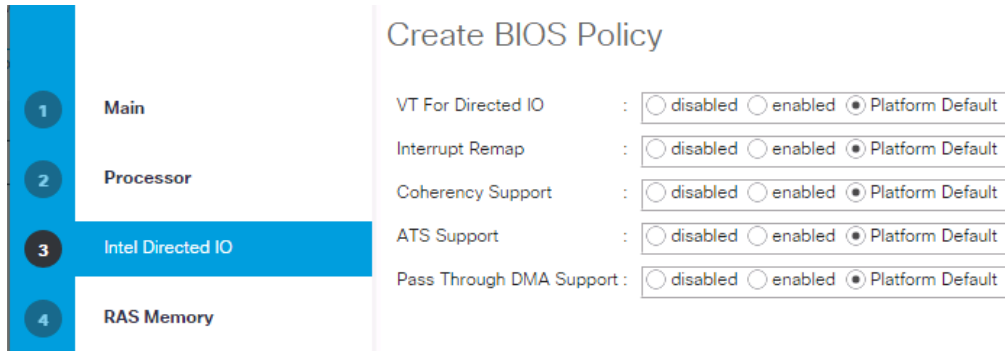 Create BIOS Policy
1 Main
2 Processor
3 Intel Directed IO
4 RAS Memory
VT For Directed IO : disabled enabled Platform Default
Interrupt Remap : disabled enabled Platform Default
Coherency Support : disabled enabled Platform Default
ATS Support : disabled enabled Platform Default
Pass Through DMA Support : disabled enabled Platform Default